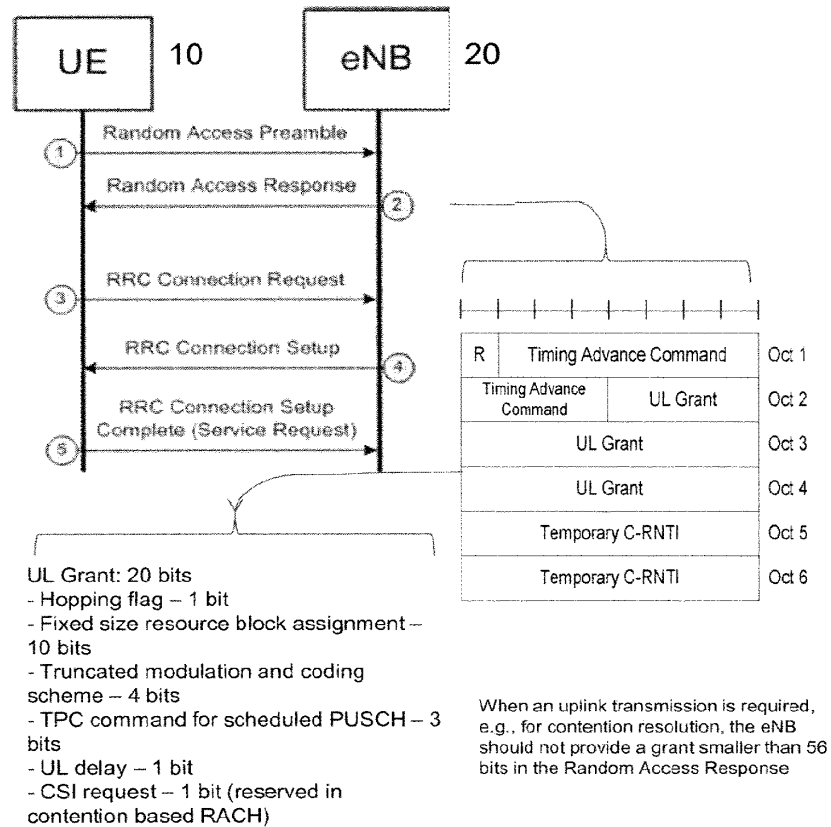 UE 10 eNB 20
Random Access Preamble
1
Random Access Response
2
RRC Connection Request
3
RRC Connection Setup
4
RRC Connection Setup
Complete (Service Request)
5
R Timing Advance Command Oct 1
Timing Advance
Command UL Grant Oct 2
UL Grant Oct 3
UL Grant Oct 4
Temporary C-RNTI Oct 5
Temporary C-RNTI Oct 6
UL Grant: 20 bits
- Hopping flag – 1 bit
- Fixed size resource block assignment –
10 bits
- Truncated modulation and coding
scheme – 4 bits
- TPC command for scheduled PUSCH – 3
bits
- UL delay – 1 bit
- CSI request – 1 bit (reserved in
contention based RACH)
When an uplink transmission is required,
e.g., for contention resolution, the eNB
should not provide a grant smaller than 56
bits in the Random Access Response